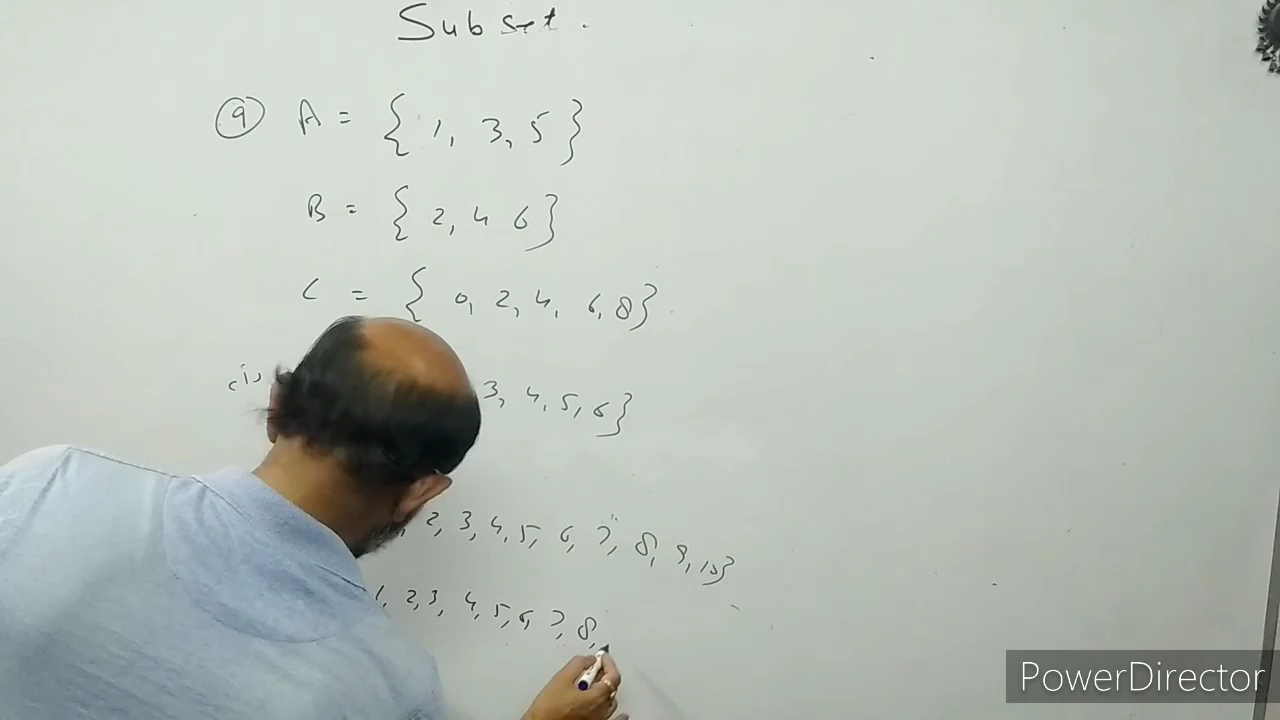 Subset.
(9) A = { 1, 3, 5 }
B = { 2, 4 6 }
C = { 0, 2, 4, 6, 8 }
(i) 3, 4, 5, 6 }
2, 3, 4, 5, 6, 7, 8, 9, 10 }
1, 2, 3, 4, 5, 6, 7, 8,
PowerDirector